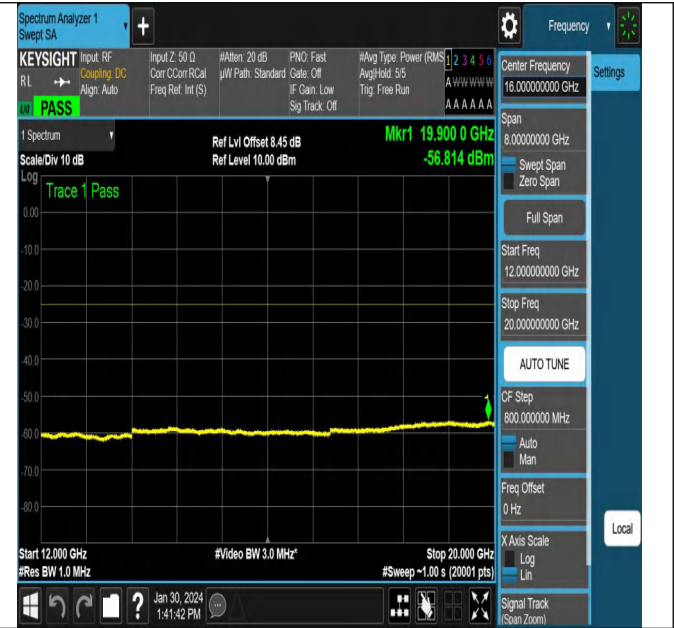 Spectrum Analyzer 1
Swept SA
Frequency
KEYSIGHT
RL
PASS
Input: RF
Coupling: DC
Align: Auto
Input Z: 50 Ω
Corr CCorr RCal
Freq Ref: Int (S)
#Atten: 20 dB
µW Path: Standard
PNO: Fast
Gate: Off
IF Gain: Low
Sig Track: Off
#Avg Type: Power (RMS
Avg|Hold: 5/5
Trig: Free Run
1 2 3 4 5 6
A W W W W W
A A A A A A
1 Spectrum
Scale/Div 10 dB
Ref Lvl Offset 8.45 dB
Ref Level 10.00 dBm
Mkr1 19.900 0 GHz
-56.814 dBm
Log
Trace 1 Pass
0.00
-10.0
-20.0
-30.0
-40.0
-50.0
-60.0
-70.0
-80.0
1
Start 12.000 GHz
#Res BW 1.0 MHz
#Video BW 3.0 MHz*
Stop 20.000 GHz
#Sweep ~1.00 s (20001 pts)
Jan 30, 2024
1:41:42 PM
Center Frequency
16.000000000 GHz
Settings
Span
8.00000000 GHz
Swept Span
Zero Span
Full Span
Start Freq
12.000000000 GHz
Stop Freq
20.000000000 GHz
AUTO TUNE
CF Step
800.000000 MHz
Auto
Man
Freq Offset
0 Hz
X Axis Scale
Log
Lin
Local
Signal Track
(Span Zoom)